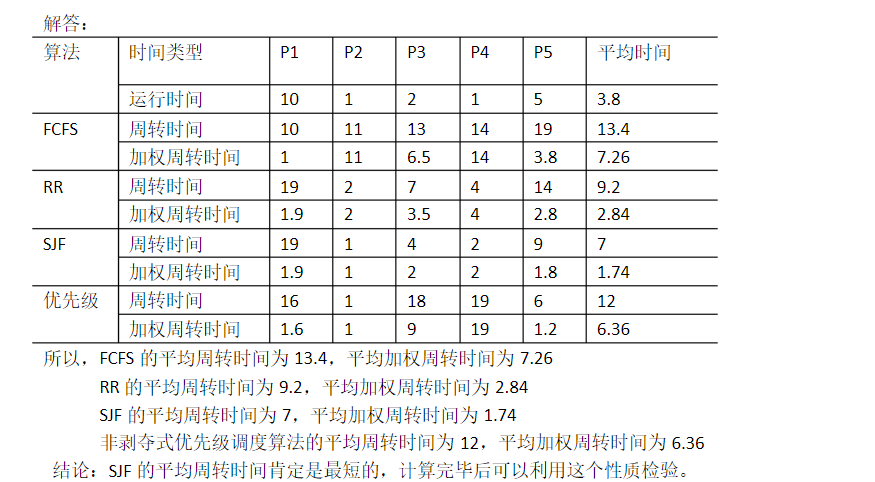 解答：
算法 时间类型 P1 P2 P3 P4 P5 平均时间
运行时间 10 1 2 1 5 3.8
FCFS 周转时间 10 11 13 14 19 13.4
加权周转时间 1 11 6.5 14 3.8 7.26
RR 周转时间 19 2 7 4 14 9.2
加权周转时间 1.9 2 3.5 4 2.8 2.84
SJF 周转时间 19 1 4 2 9 7
加权周转时间 1.9 1 2 2 1.8 1.74
优先级 周转时间 16 1 18 19 6 12
加权周转时间 1.6 1 9 19 1.2 6.36
所以，FCFS 的平均周转时间为 13.4，平均加权周转时间为 7.26
RR 的平均周转时间为 9.2，平均加权周转时间为 2.84
SJF 的平均周转时间为 7，平均加权周转时间为 1.74
非剥夺式优先级调度算法的平均周转时间为 12，平均加权周转时间为 6.36
结论：SJF 的平均周转时间肯定是最短的，计算完毕后可以利用这个性质检验。